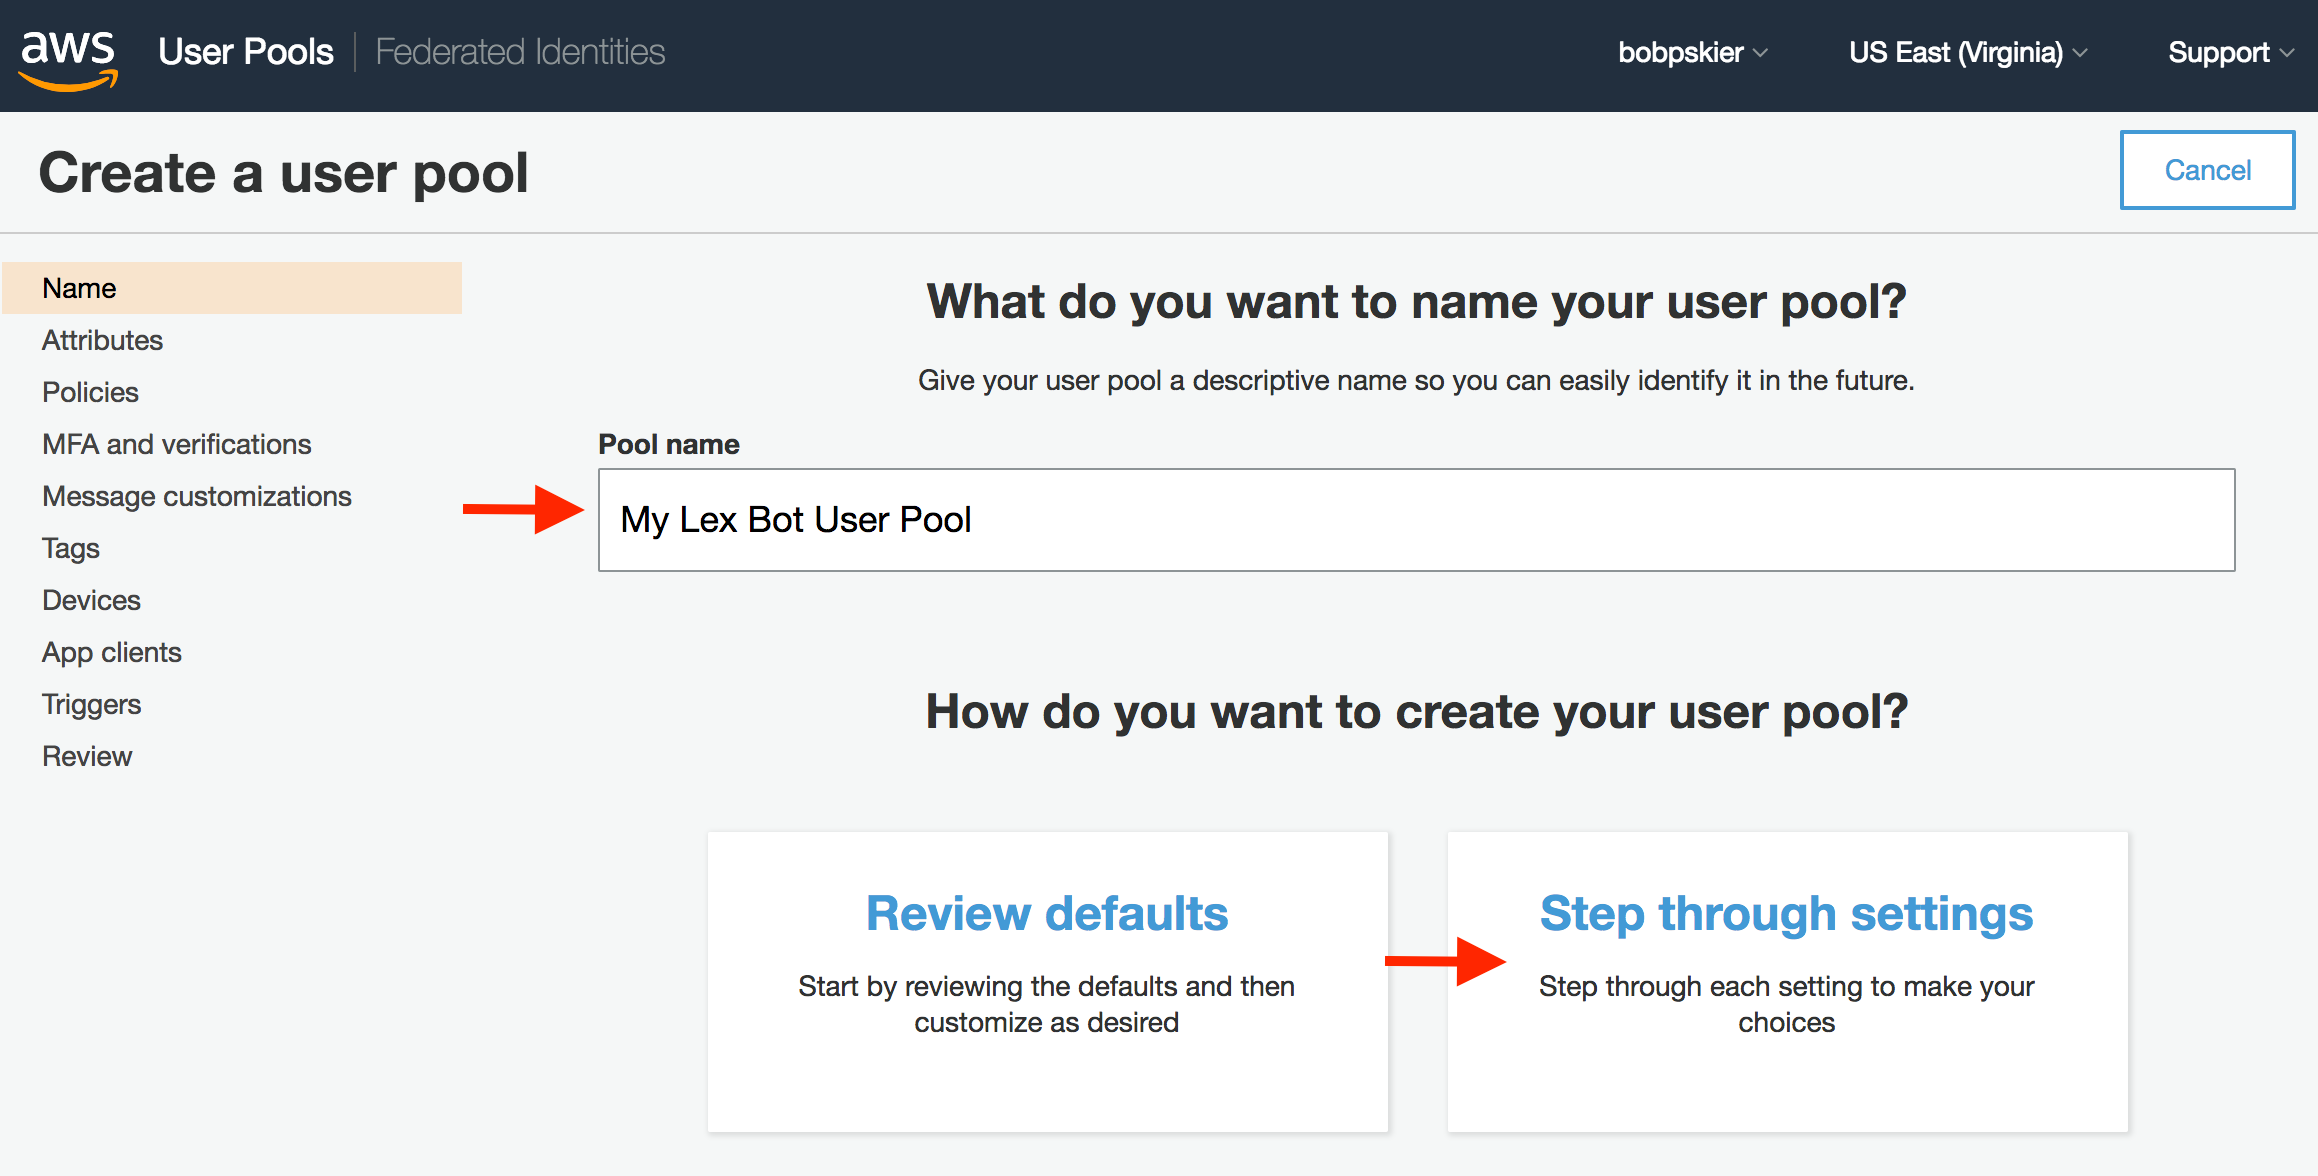 aws User Pools Federated Identities bobpskier US East (Virginia) Support
Create a user pool
Cancel
Name
Attributes
Policies
MFA and verifications
Message customizations
Tags
Devices
App clients
Triggers
Review
What do you want to name your user pool?
Give your user pool a descriptive name so you can easily identify it in the future.
Pool name
My Lex Bot User Pool
How do you want to create your user pool?
Review defaults
Start by reviewing the defaults and then
customize as desired
Step through settings
Step through each setting to make your
choices